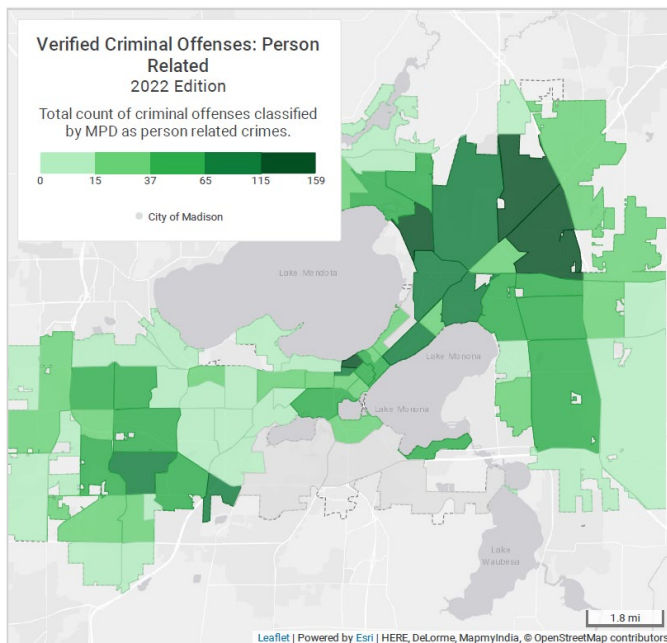 Verified Criminal Offenses: Person
Related
2022 Edition
Total count of criminal offenses classified
by MPD as person related crimes.
0 15 37 65 115 159
City of Madison
Lake Mendota
Lake Monona
Lake Monona
Lake
Waubesa
1.8 mi
Leaflet | Powered by Esri | HERE, DeLorme, MapmyIndia, © OpenStreetMap contributors